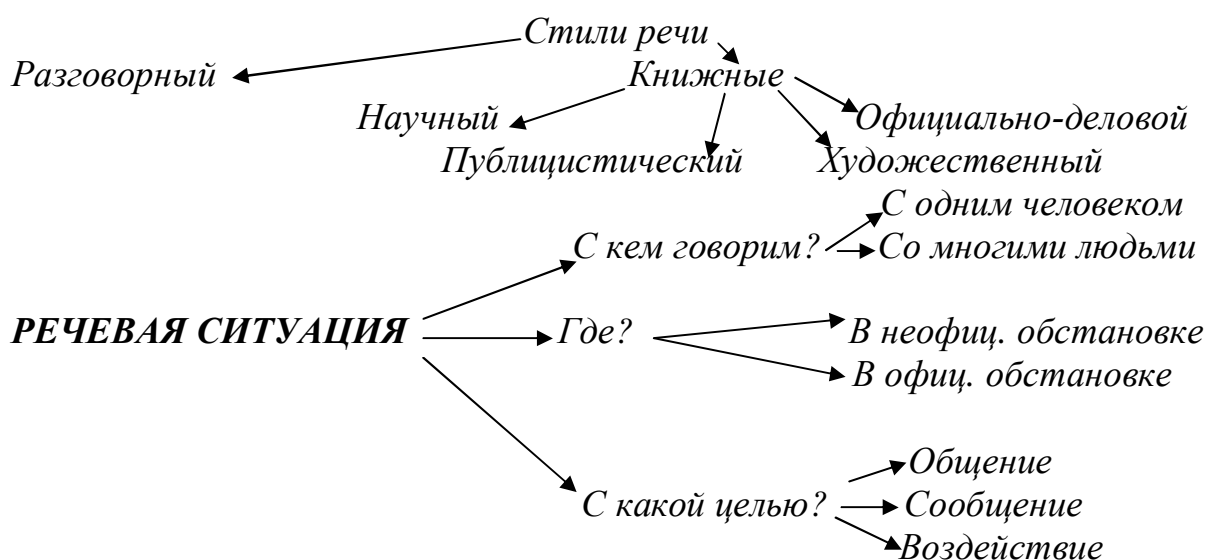 Стили речи
Разговорный Книжные
Научный Официально-деловой
Публицистический Художественный
С одним человеком
С кем говорим? Со многими людьми
РЕЧЕВАЯ СИТУАЦИЯ Где? В неофиц. обстановке
В офиц. обстановке
Общение
С какой целью? Сообщение
Воздействие